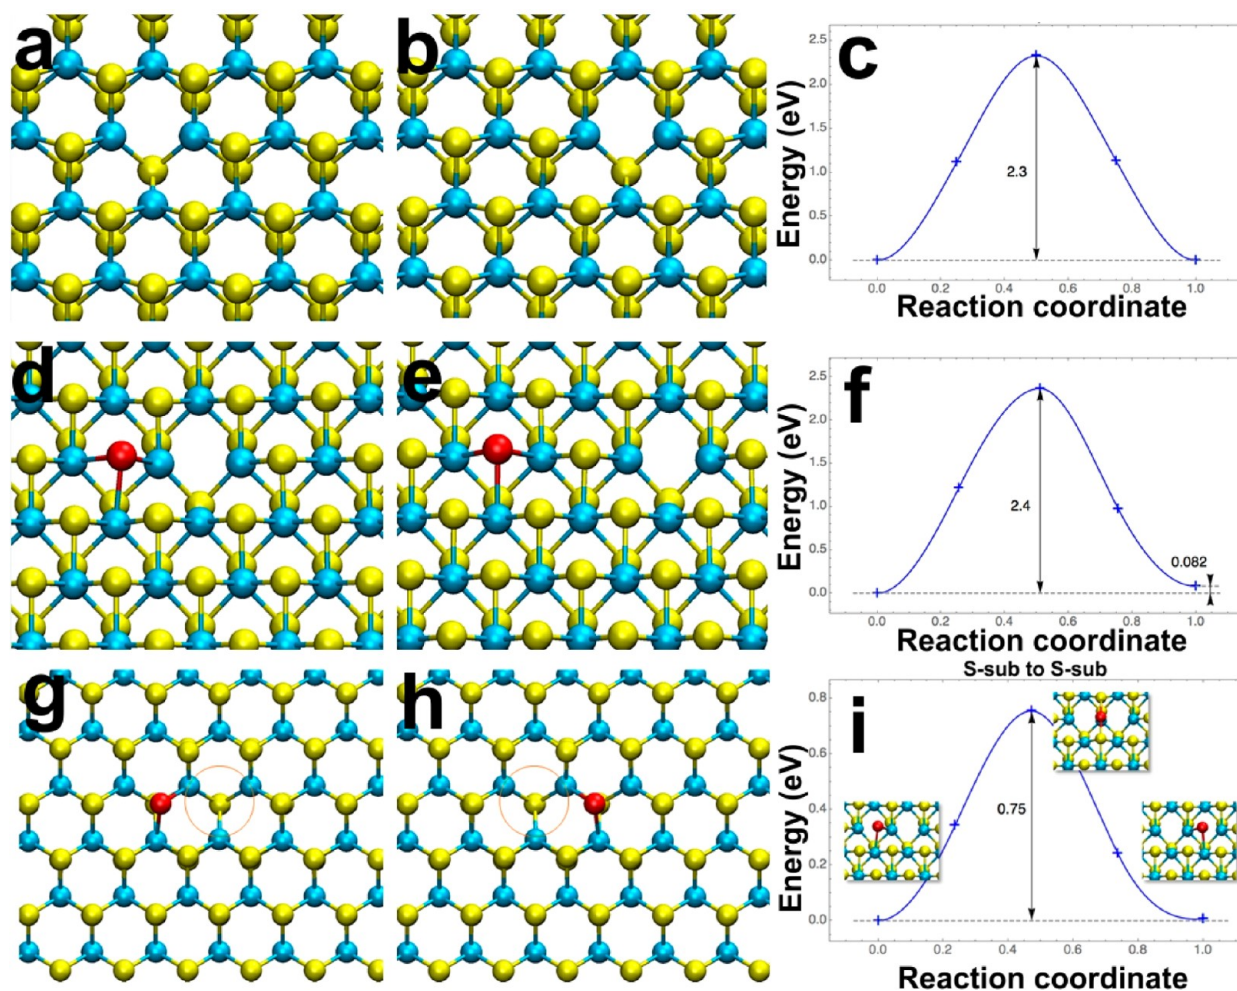 a
b
c
Energy (eV)
2.5
2.0
1.5
1.0
0.5
0.0
2.3
0.0 0.2 0.4 0.6 0.8 1.0
Reaction coordinate
d
e
f
Energy (eV)
2.5
2.0
1.5
1.0
0.5
0.0
2.4
0.082
0.0 0.2 0.4 0.6 0.8 1.0
Reaction coordinate
S-sub to S-sub
g
h
i
Energy (eV)
0.8
0.6
0.4
0.2
0.0
0.75
0.0 0.2 0.4 0.6 0.8 1.0
Reaction coordinate